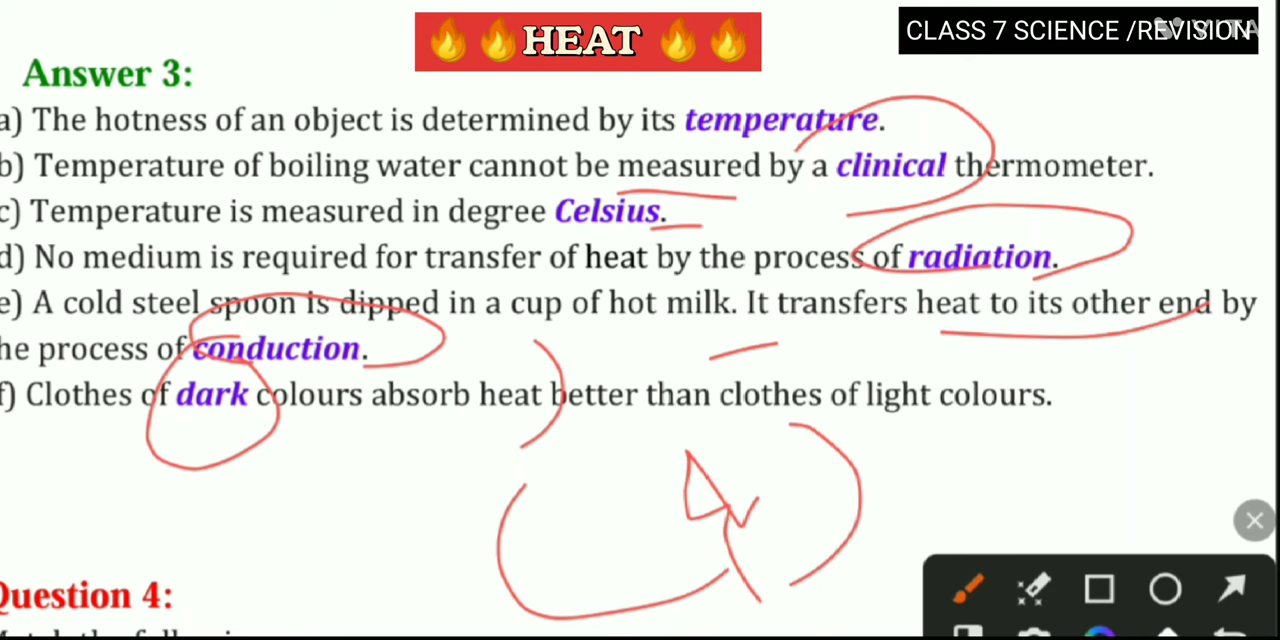 🔥🔥HEAT🔥🔥
CLASS 7 SCIENCE /REVISION
Answer 3:
a) The hotness of an object is determined by its temperature.
b) Temperature of boiling water cannot be measured by a clinical thermometer.
c) Temperature is measured in degree Celsius.
d) No medium is required for transfer of heat by the process of radiation.
e) A cold steel spoon is dipped in a cup of hot milk. It transfers heat to its other end by
he process of conduction.
f) Clothes of dark colours absorb heat better than clothes of light colours.
Question 4: